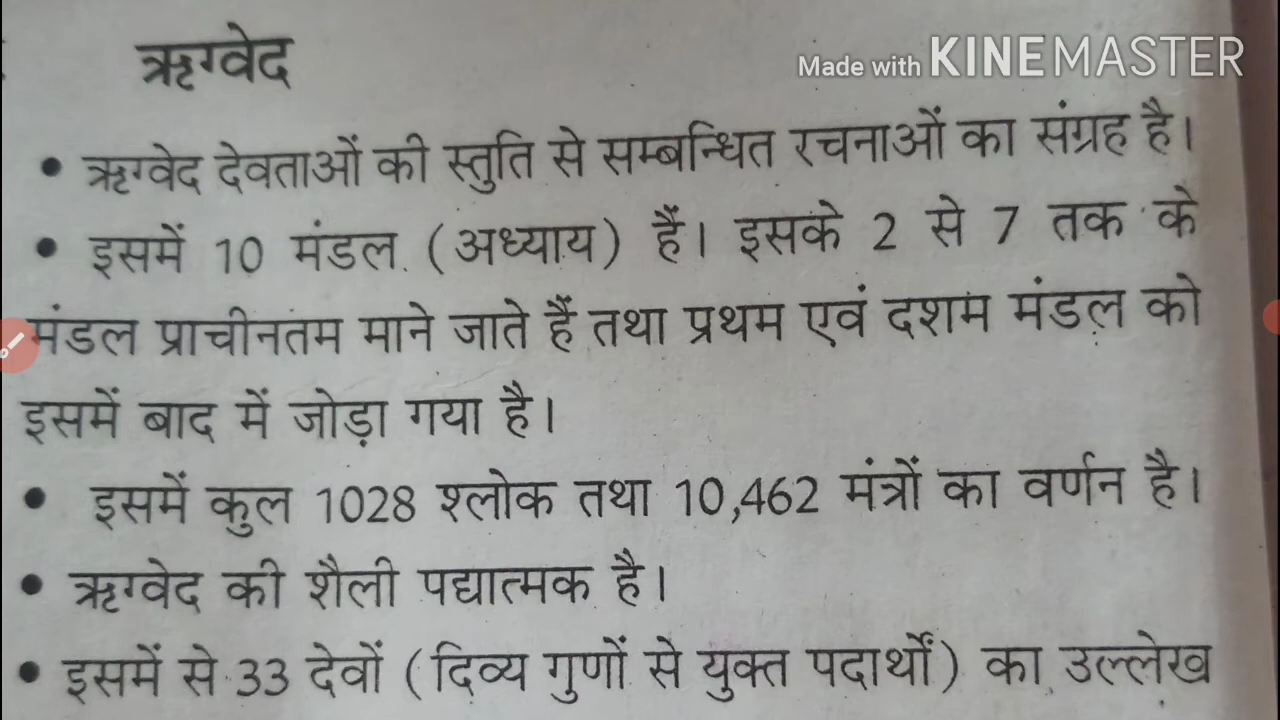 ऋग्वेद
Made with KINEMASTER
• ऋग्वेद देवताओं की स्तुति से सम्बन्धित रचनाओं का संग्रह है।
• इसमें 10 मंडल (अध्याय) हैं। इसके 2 से 7 तक के
मंडल प्राचीनतम माने जाते हैं तथा प्रथम एवं दशम मंडल को
इसमें बाद में जोड़ा गया है।
• इसमें कुल 1028 श्लोक तथा 10,462 मंत्रों का वर्णन है।
• ऋग्वेद की शैली पद्यात्मक है।
• इसमें से 33 देवों (दिव्य गुणों से युक्त पदार्थों) का उल्लेख